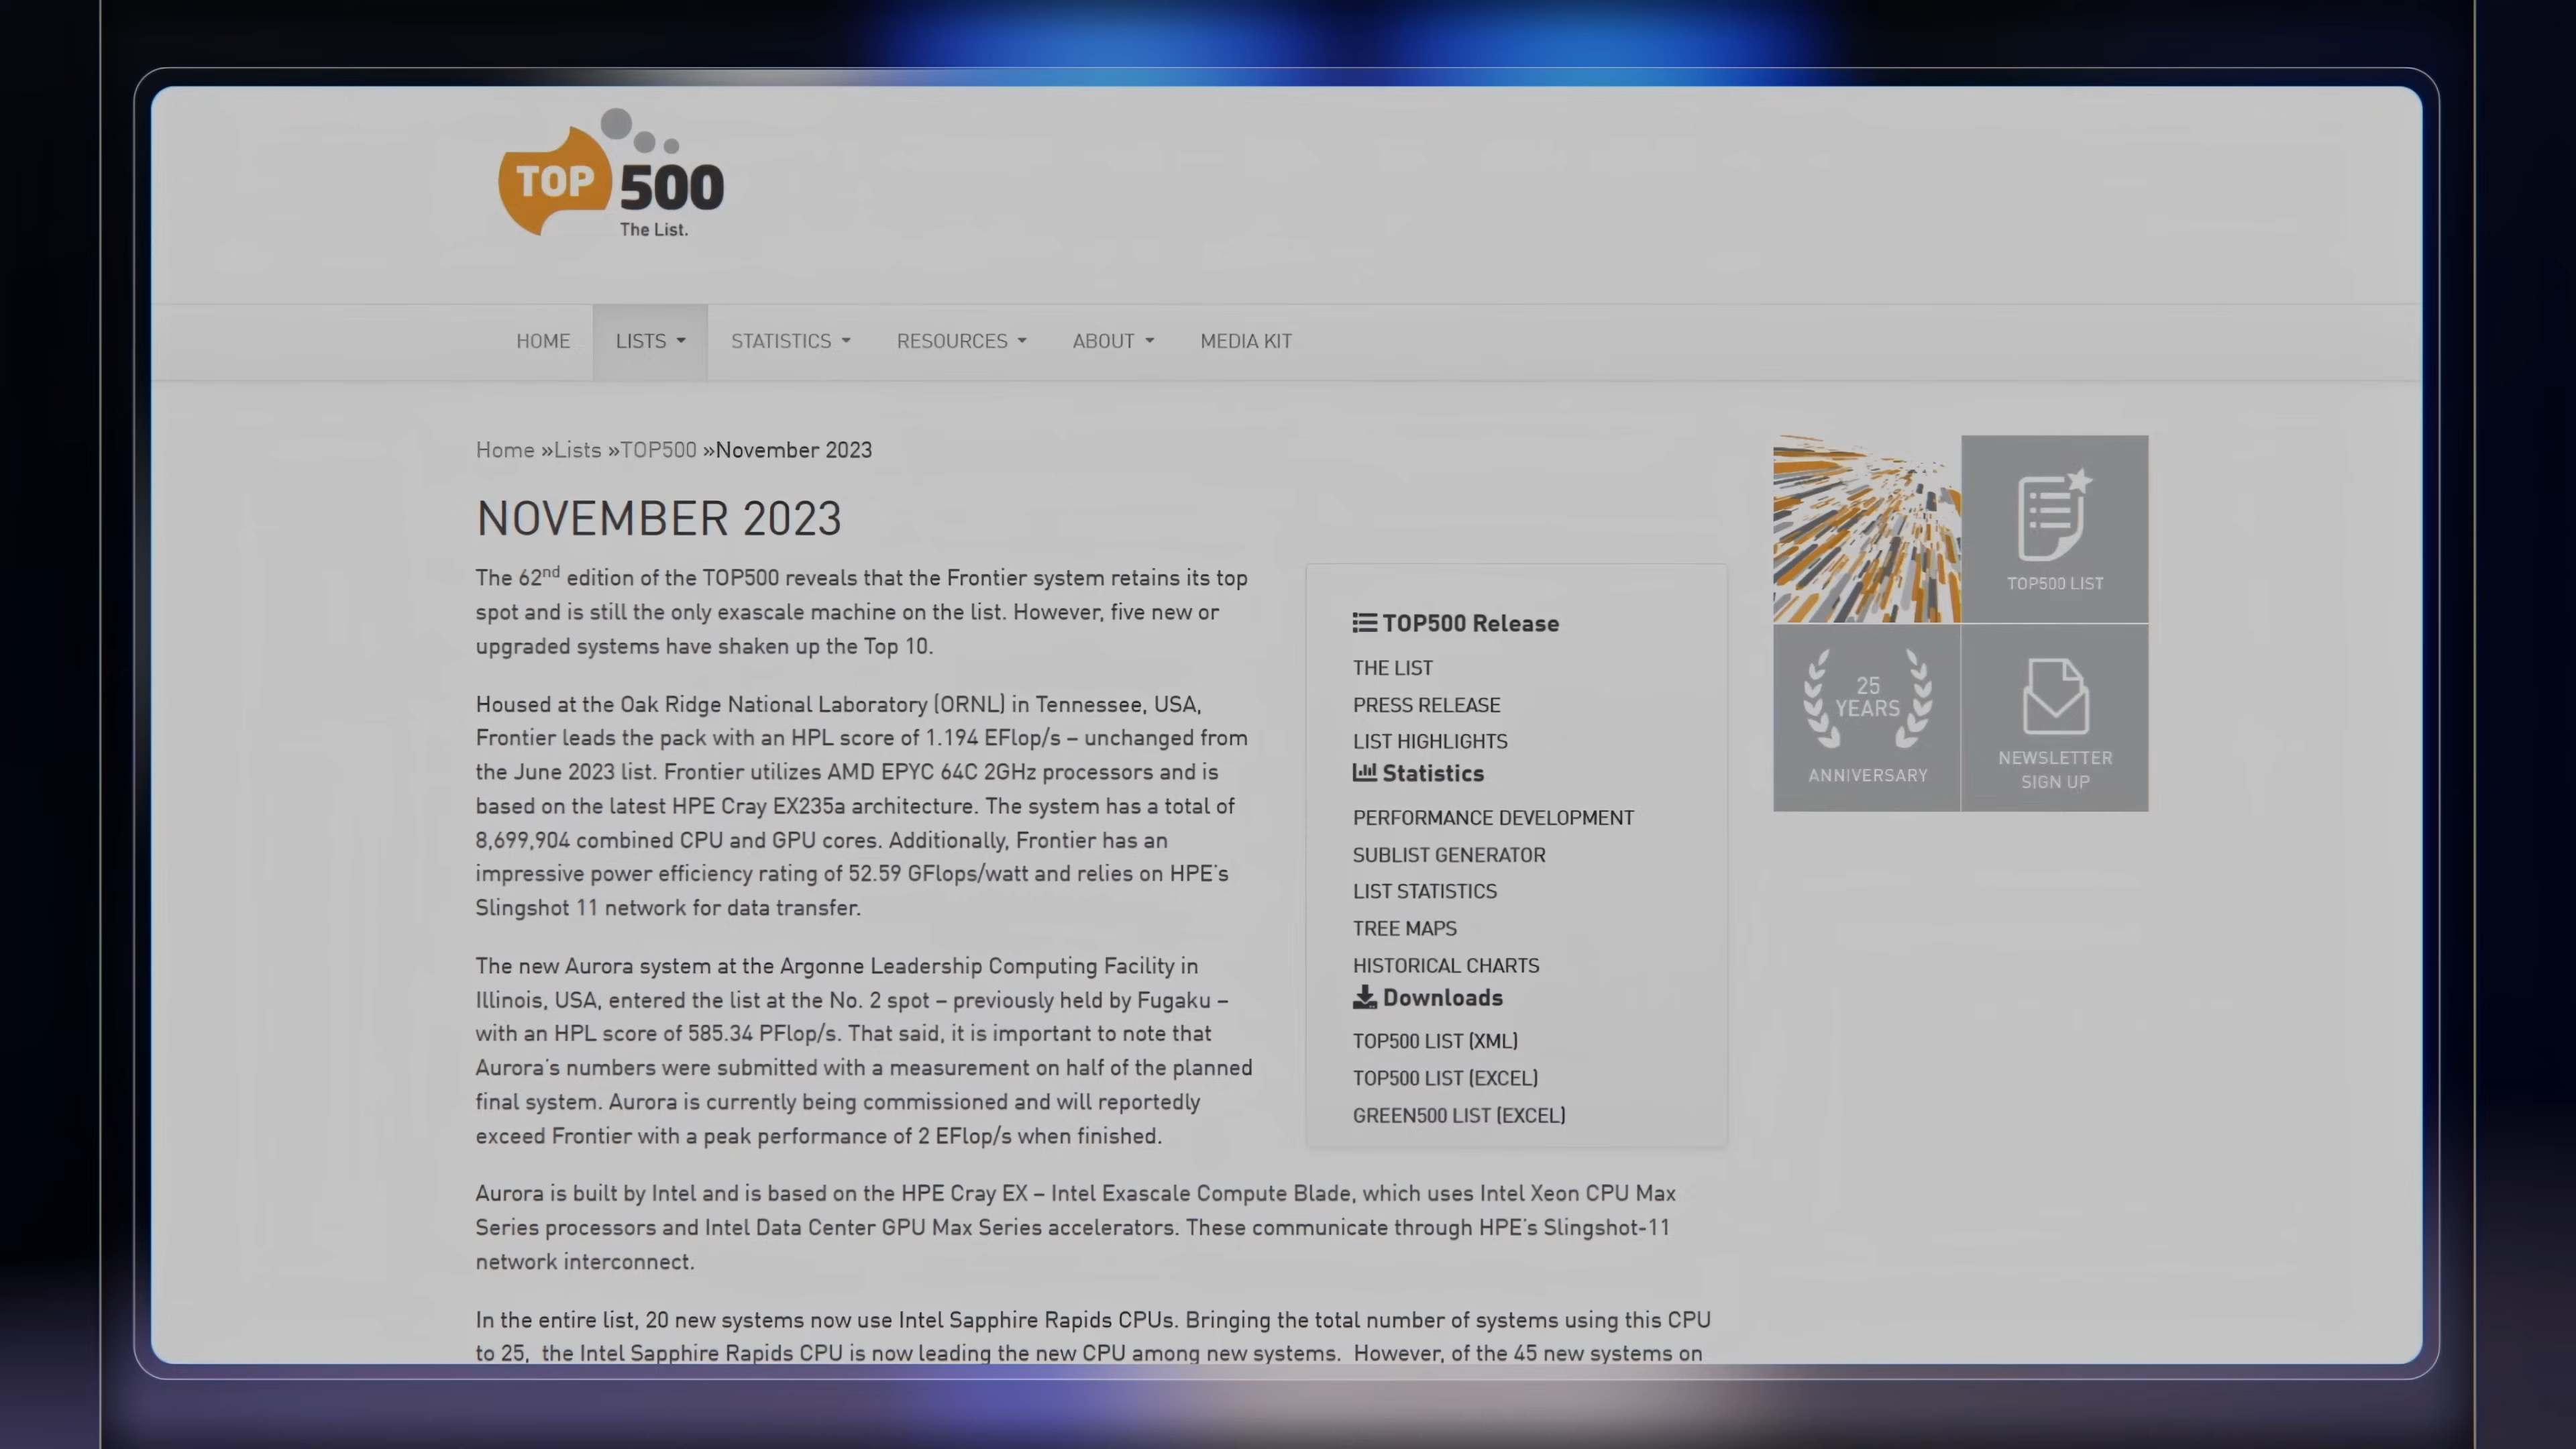 TOP 500
The List.
HOME LISTS STATISTICS RESOURCES ABOUT MEDIA KIT
Home »Lists »TOP500 »November 2023
NOVEMBER 2023
The 62nd edition of the TOP500 reveals that the Frontier system retains its top
spot and is still the only exascale machine on the list. However, five new or
upgraded systems have shaken up the Top 10.
Housed at the Oak Ridge National Laboratory (ORNL) in Tennessee, USA,
Frontier leads the pack with an HPL score of 1.194 EFlop/s – unchanged from
the June 2023 list. Frontier utilizes AMD EPYC 64C 2GHz processors and is
based on the latest HPE Cray EX235a architecture. The system has a total of
8,699,904 combined CPU and GPU cores. Additionally, Frontier has an
impressive power efficiency rating of 52.59 GFlops/watt and relies on HPE's
Slingshot 11 network for data transfer.
The new Aurora system at the Argonne Leadership Computing Facility in
Illinois, USA, entered the list at the No. 2 spot – previously held by Fugaku –
with an HPL score of 585.34 PFlop/s. That said, it is important to note that
Aurora's numbers were submitted with a measurement on half of the planned
final system. Aurora is currently being commissioned and will reportedly
exceed Frontier with a peak performance of 2 EFlop/s when finished.
Aurora is built by Intel and is based on the HPE Cray EX – Intel Exascale Compute Blade, which uses Intel Xeon CPU Max
Series processors and Intel Data Center GPU Max Series accelerators. These communicate through HPE's Slingshot-11
network interconnect.
In the entire list, 20 new systems now use Intel Sapphire Rapids CPUs. Bringing the total number of systems using this CPU
to 25, the Intel Sapphire Rapids CPU is now leading the new CPU among new systems. However, of the 45 new systems on
TOP500 Release
THE LIST
PRESS RELEASE
LIST HIGHLIGHTS
Statistics
PERFORMANCE DEVELOPMENT
SUBLIST GENERATOR
LIST STATISTICS
TREE MAPS
HISTORICAL CHARTS
Downloads
TOP500 LIST (XML)
TOP500 LIST (EXCEL)
GREEN500 LIST (EXCEL)
TOP500 LIST
25
YEARS
ANNIVERSARY
NEWSLETTER
SIGN UP